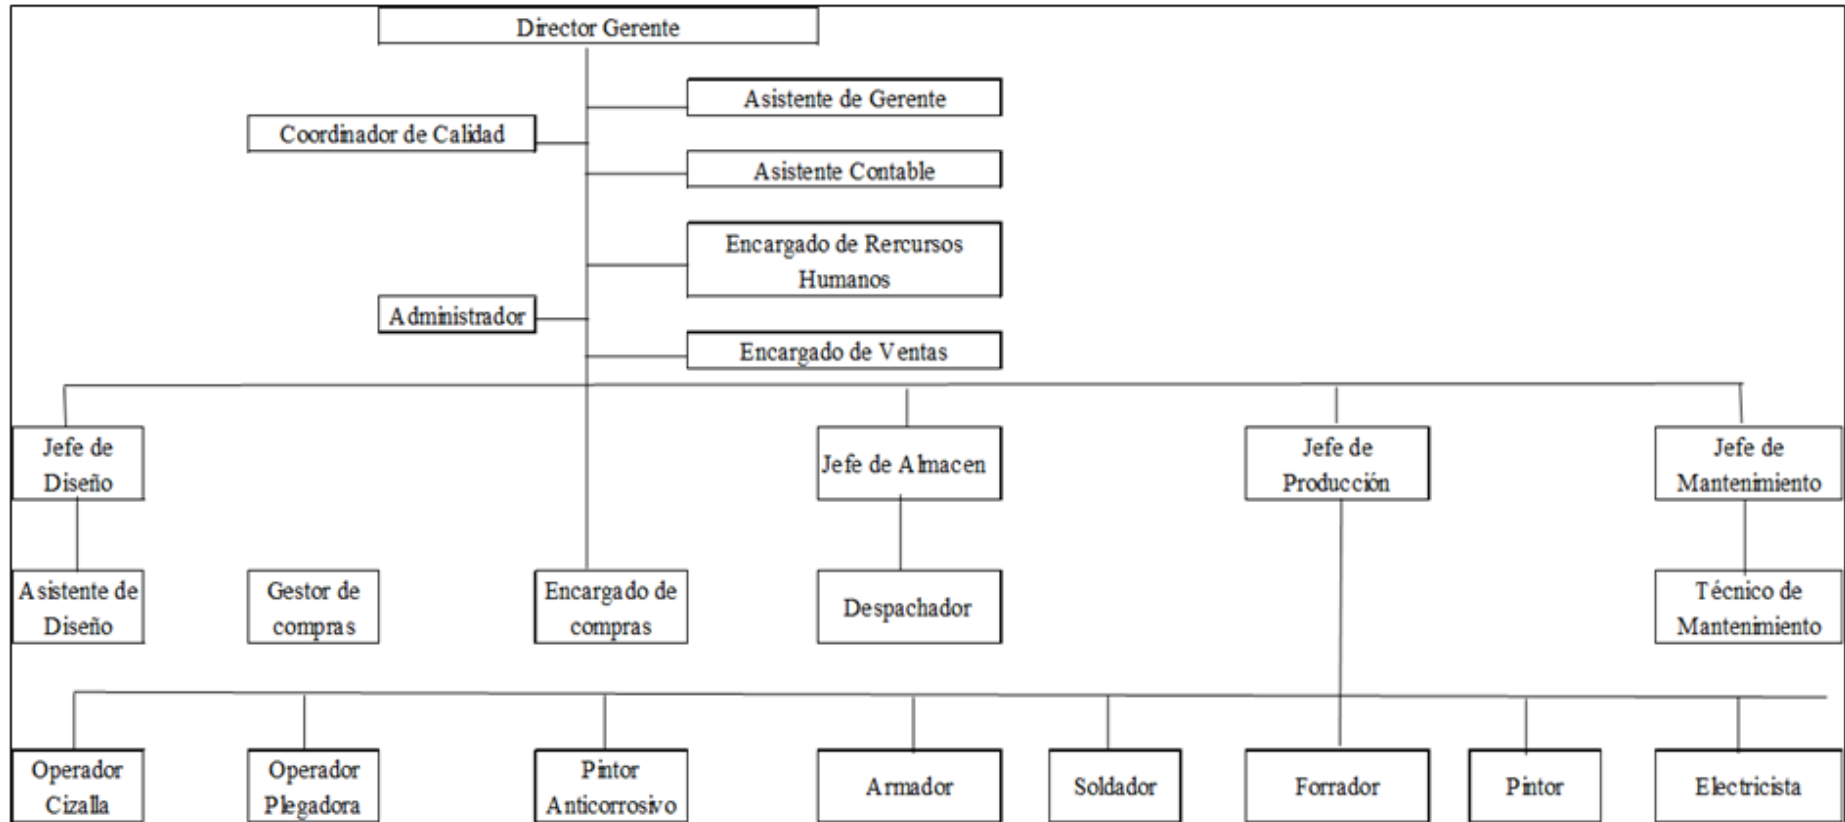 Director Gerente
Asistente de Gerente
Coordinador de Calidad
Asistente Contable
Encargado de Rercursos
Humanos
Administrador
Encargado de Ventas
Jefe de
Diseño
Jefe de Almacen
Jefe de
Producción
Jefe de
Mantenimiento
Asistente de
Diseño
Gestor de
compras
Encargado de
compras
Despachador
Técnico de
Mantenimiento
Operador
Cizalla
Operador
Plegadora
Pintor
Anticorrosivo
Armador
Soldador
Forrador
Pintor
Electricista